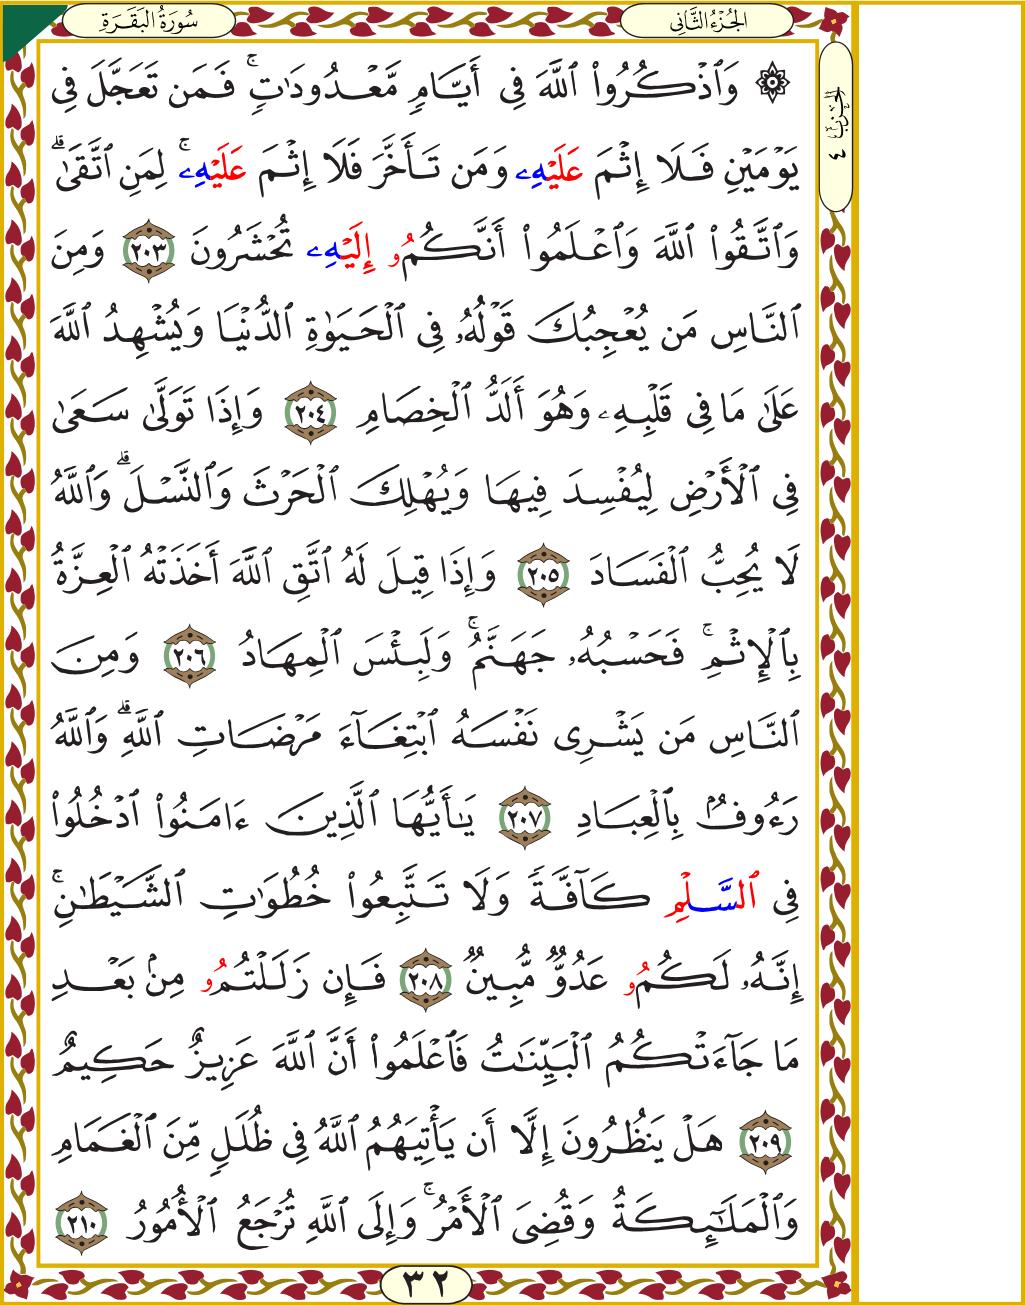 سُورَةُ البَقَرَةِ
الجُزْءُ الثَّانِي
الحِزْبُ ٤
۞ وَٱذْكُرُوا۟ ٱللَّهَ فِىٓ أَيَّامٍۢ مَّعْدُودَٰتٍۢ ۚ فَمَن تَعَجَّلَ فِى
يَوْمَيْنِ فَلَآ إِثْمَ عَلَيْهِۦ وَمَن تَأَخَّرَ فَلَآ إِثْمَ عَلَيْهِۦ ۚ لِمَنِ ٱتَّقَىٰ ۗ
وَٱتَّقُوا۟ ٱللَّهَ وَٱعْلَمُوٓا۟ أَنَّكُمُۥٓ إِلَيْهِۦ تُحْشَرُونَ ٢٠٣ وَمِنَ
ٱلنَّاسِ مَن يُعْجِبُكَ قَوْلُهُۥ فِى ٱلْحَيَوٰةِ ٱلدُّنْيَا وَيُشْهِدُ ٱللَّهَ
عَلَىٰ مَا فِى قَلْبِهِۦ وَهُوَ أَلَدُّ ٱلْخِصَامِ ٢٠٤ وَإِذَا تَوَلَّىٰ سَعَىٰ
فِى ٱلْأَرْضِ لِيُفْسِدَ فِيهَا وَيُهْلِكَ ٱلْحَرْثَ وَٱلنَّسْلَ ۗ وَٱللَّهُ
لَا يُحِبُّ ٱلْفَسَادَ ٢٠٥ وَإِذَا قِيلَ لَهُ ٱتَّقِ ٱللَّهَ أَخَذَتْهُ ٱلْعِزَّةُ
بِٱلْإِثْمِ ۚ فَحَسْبُهُۥ جَهَنَّمُ ۚ وَلَبِئْسَ ٱلْمِهَادُ ٢٠٦ وَمِنَ
ٱلنَّاسِ مَن يَشْرِى نَفْسَهُ ٱبْتِغَآءَ مَرْضَاتِ ٱللَّهِ ۗ وَٱللَّهُ
رَءُوفٌۢ بِٱلْعِبَادِ ٢٠٧ يَٰٓأَيُّهَا ٱلَّذِينَ ءَامَنُوا۟ ٱدْخُلُوا۟
فِى ٱلسَّلْمِ كَآفَّةً وَلَا تَتَّبِعُوا۟ خُطُوَٰتِ ٱلشَّيْطَٰنِ ۚ
إِنَّهُۥ لَكُمُۥ عَدُوٌّ مُّبِينٌ ٢٠٨ فَإِن زَلَلْتُمُۥ مِنۢ بَعْدِ
مَا جَآءَتْكُمُ ٱلْبَيِّنَٰتُ فَٱعْلَمُوٓا۟ أَنَّ ٱللَّهَ عَزِيزٌ حَكِيمٌ
٢٠٩ هَلْ يَنظُرُونَ إِلَّآ أَن يَأْتِيَهُمُ ٱللَّهُ فِى ظُلَلٍ مِّنَ ٱلْغَمَامِ
وَٱلْمَلَٰٓئِكَةُ وَقُضِىَ ٱلْأَمْرُ ۚ وَإِلَى ٱللَّهِ تُرْجَعُ ٱلْأُمُورُ ٢١٠
٣٢